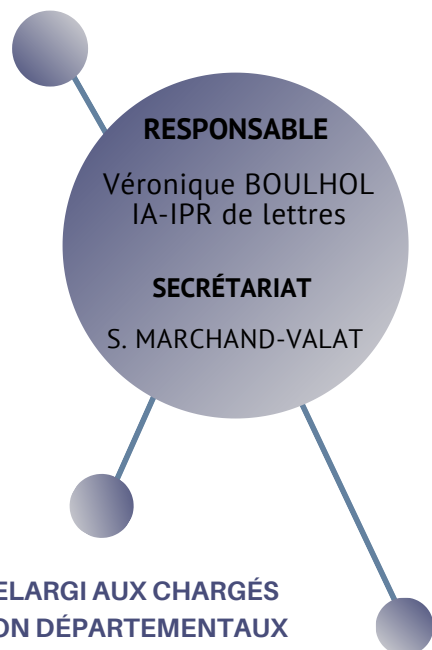 RESPONSABLE
Véronique BOULHOL
IA-IPR de lettres
SECRÉTARIAT
S. MARCHAND-VALAT
ELARGI AUX CHARGÉS
ON DÉPARTEMENTAUX